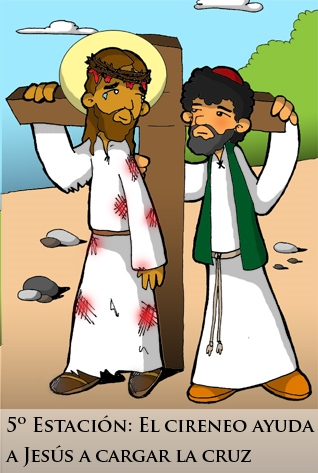 5º Estación: El cireneo ayuda
a Jesús a cargar la cruz